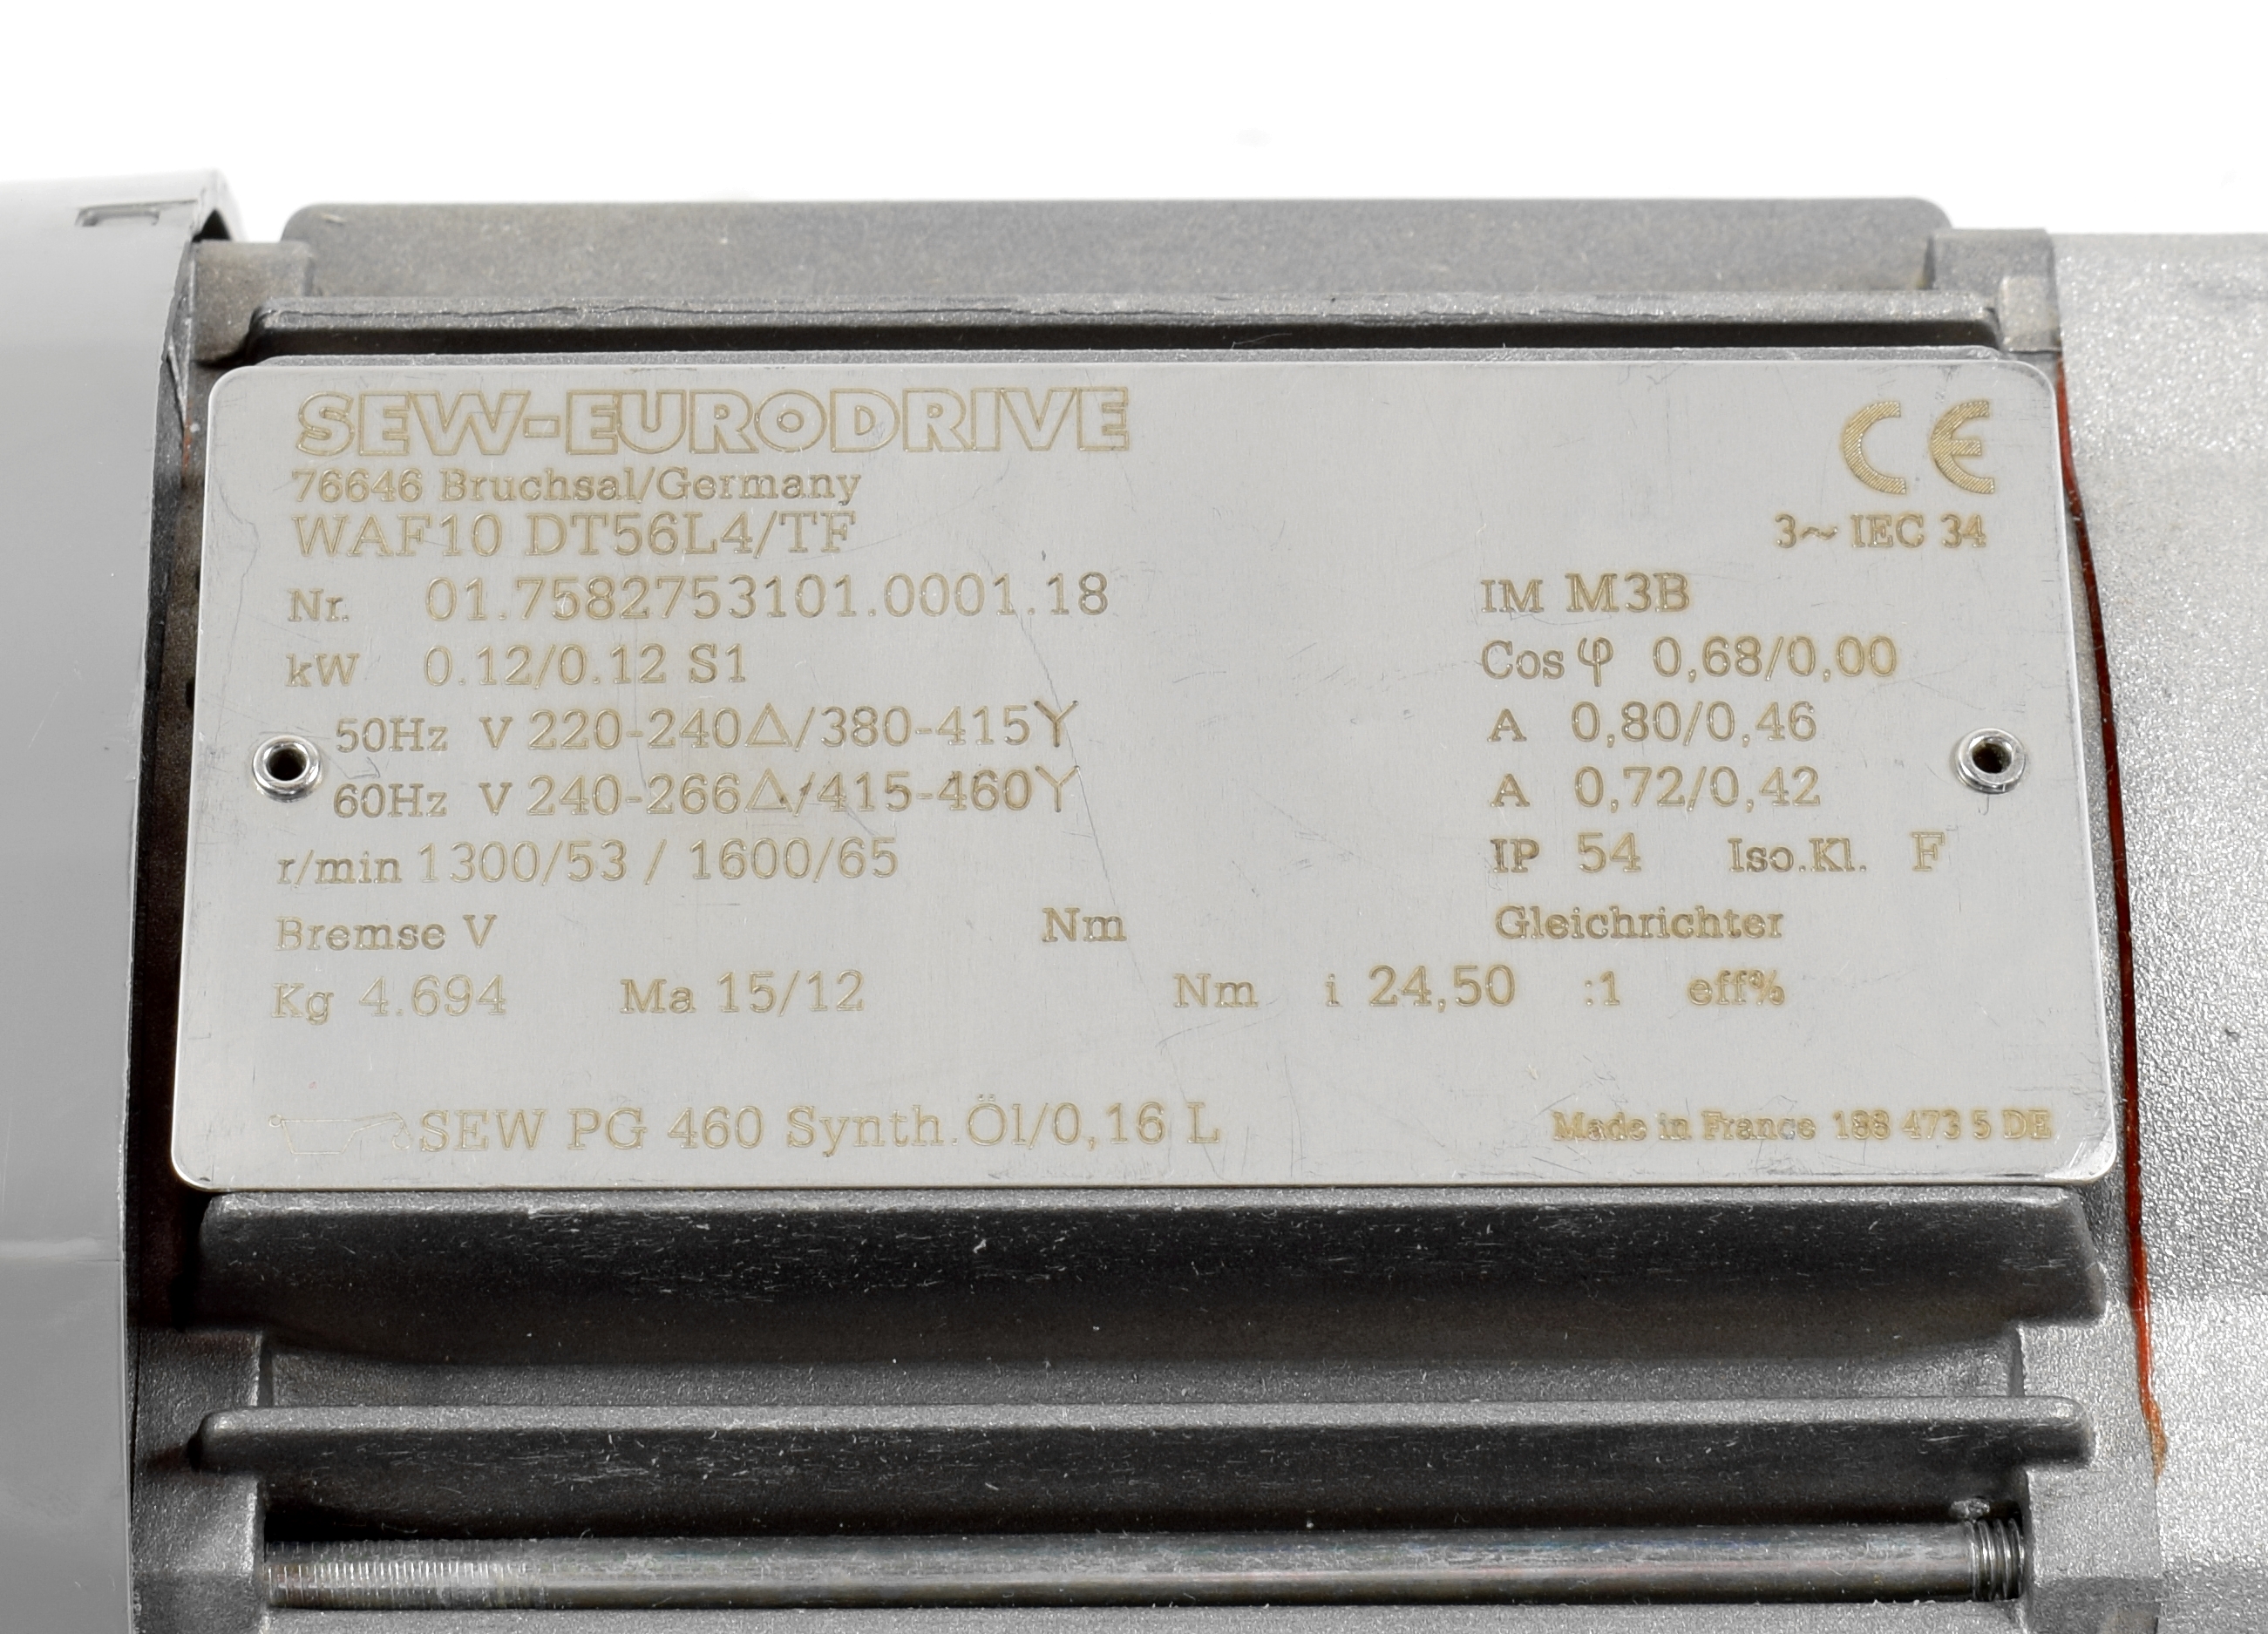 SEW-EURODRIVE
CE
76646 Bruchsal/Germany
WAF10 DT56L4/TF
3~ IEC 34
Nr. 01.7582753101.0001.18 IM M3B
kW 0.12/0.12 S1 Cos φ 0,68/0,00
50Hz V 220-240△/380-415Y A 0,80/0,46
60Hz V 240-266△/415-460Y A 0,72/0,42
r/min 1300/53 / 1600/65 IP 54 Iso.Kl. F
Bremse V Nm Gleichrichter
Kg 4.694 Ma 15/12 Nm i 24,50 :1 eff%
SEW PG 460 Synth.Öl/0,16 L Made in France 188 473 5 DE